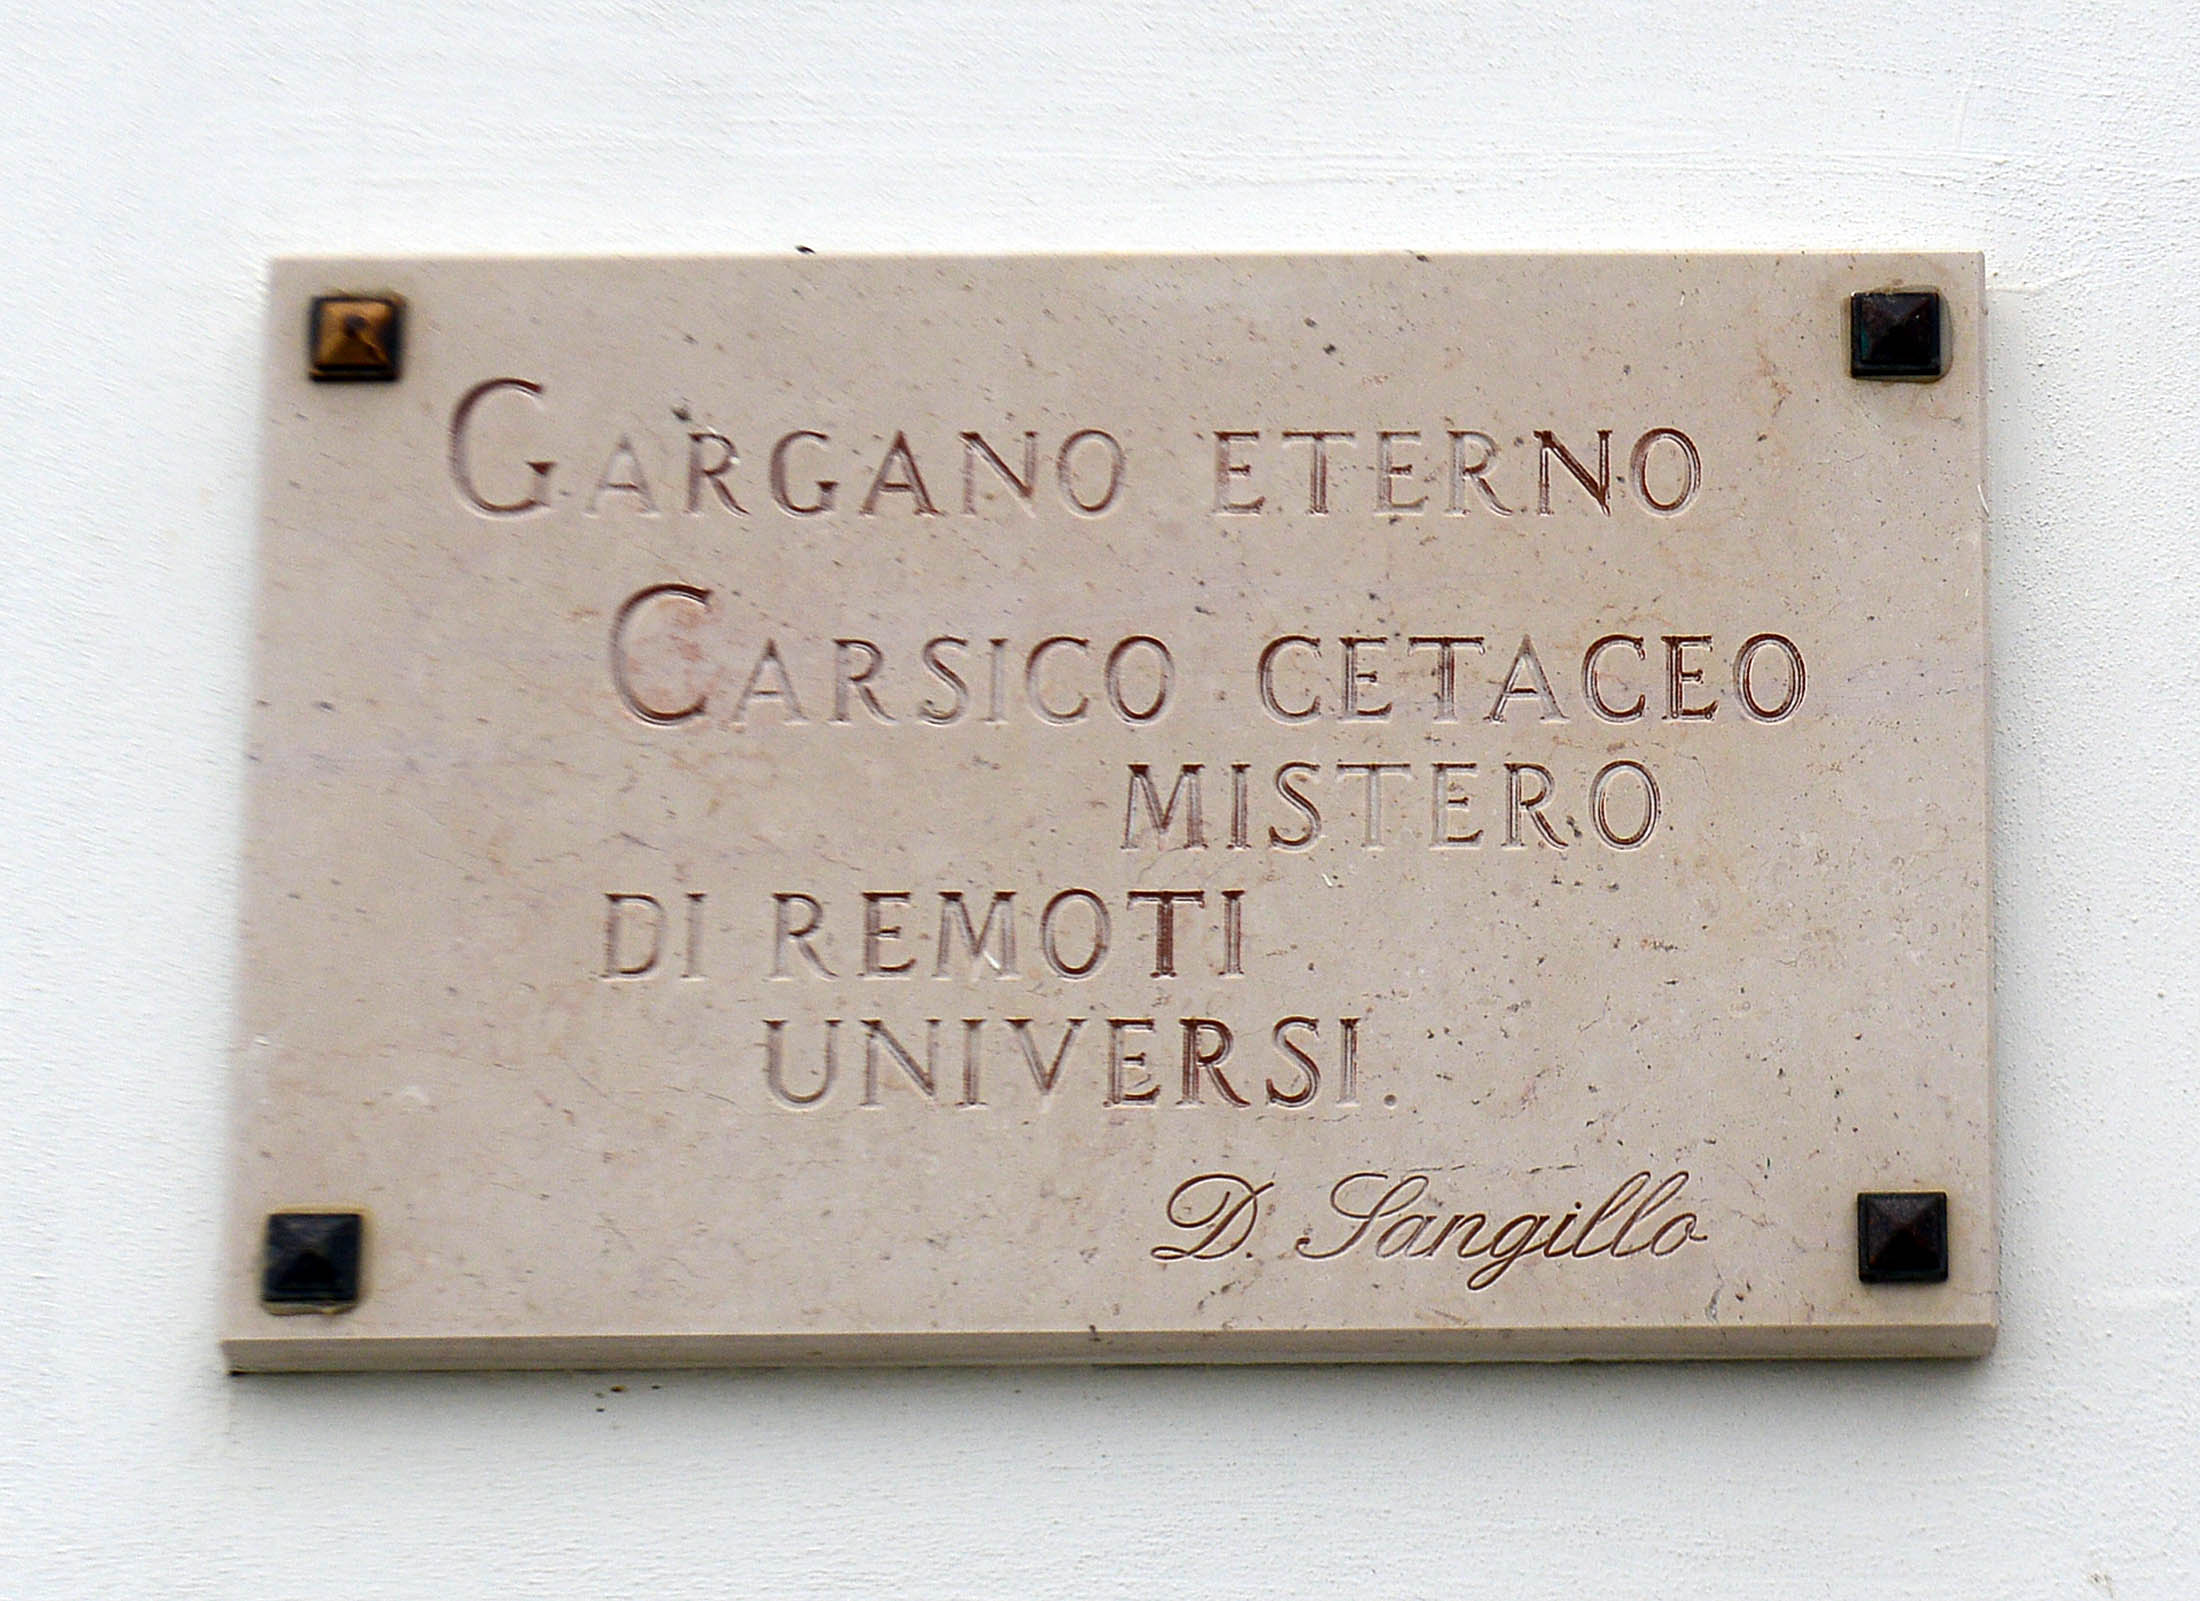 GARGANO ETERNO
CARSICO CETACEO
MISTERO
DI REMOTI
UNIVERSI.
D. Sangillo